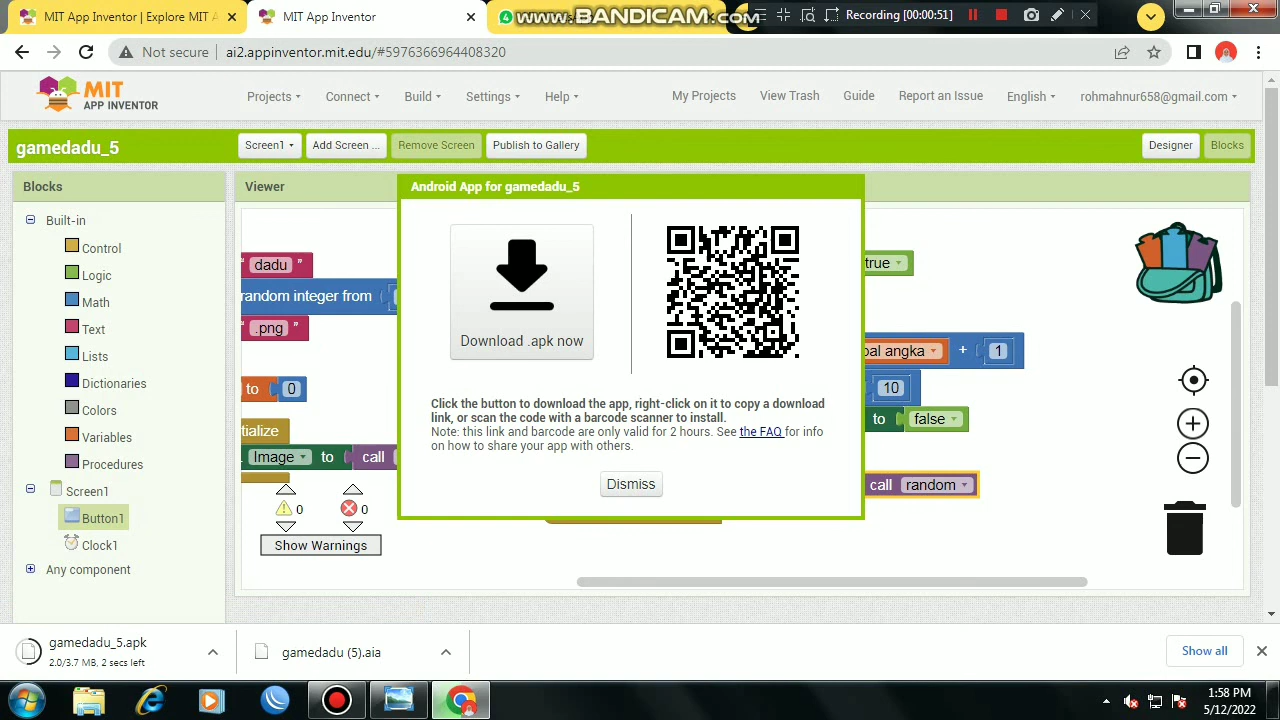 MIT App Inventor | Explore MIT A
MIT App Inventor
www.BANDICAM.com
Recording [00:00:51]
Not secure
ai2.appinventor.mit.edu/#5976366964408320
MIT
APP INVENTOR
Projects
Connect
Build
Settings
Help
My Projects
View Trash
Guide
Report an Issue
English
rohmahnur658@gmail.com
gamedadu_5
Screen1
Add Screen ...
Remove Screen
Publish to Gallery
Designer
Blocks
Blocks
Built-in
Control
Logic
Math
Text
Lists
Dictionaries
Colors
Variables
Procedures
Screen1
Button1
Clock1
Any component
Viewer
“ dadu ”
random integer from
“ .png ”
to 0
tialize
Image to call
0
0
Show Warnings
Android App for gamedadu_5
Download .apk now
Click the button to download the app, right-click on it to copy a download
link, or scan the code with a barcode scanner to install.
Note: this link and barcode are only valid for 2 hours. See the FAQ for info
on how to share your app with others.
Dismiss
true
bal angka + 1
10
to false
call random
gamedadu_5.apk
2.0/3.7 MB, 2 secs left
gamedadu (5).aia
Show all
1:58 PM
5/12/2022